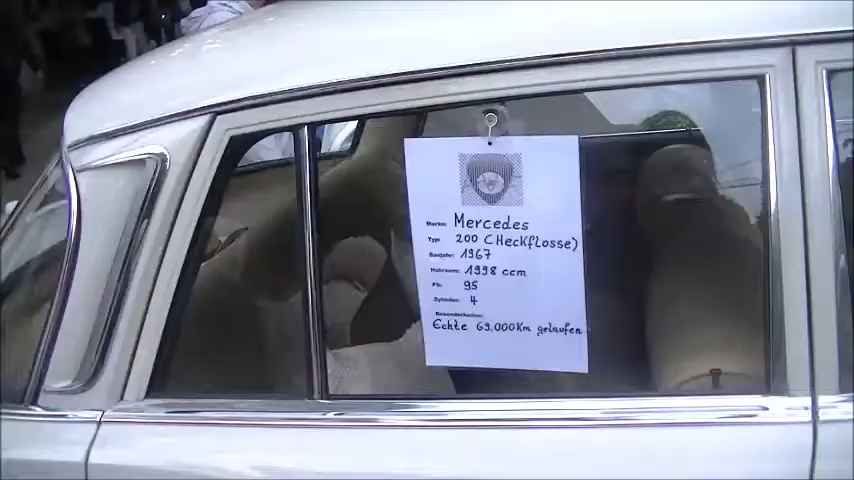 Marke: Mercedes
Typ: 200 (Heckflosse)
Baujahr: 1967
Hubraum: 1998 ccm
PS: 95
Zylinder: 4
Besonderheiten:
Echte 69.000Km gelaufen